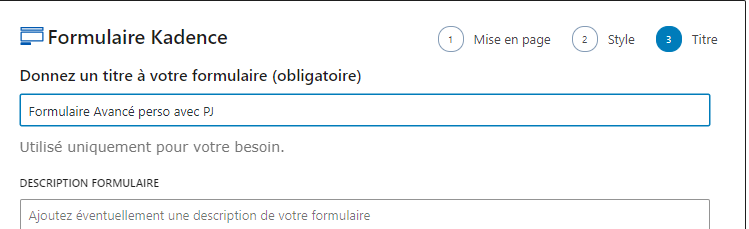 Formulaire Kadence
1 Mise en page 2 Style 3 Titre
Donnez un titre à votre formulaire (obligatoire)
Formulaire Avancé perso avec PJ
Utilisé uniquement pour votre besoin.
DESCRIPTION FORMULAIRE
Ajoutez éventuellement une description de votre formulaire